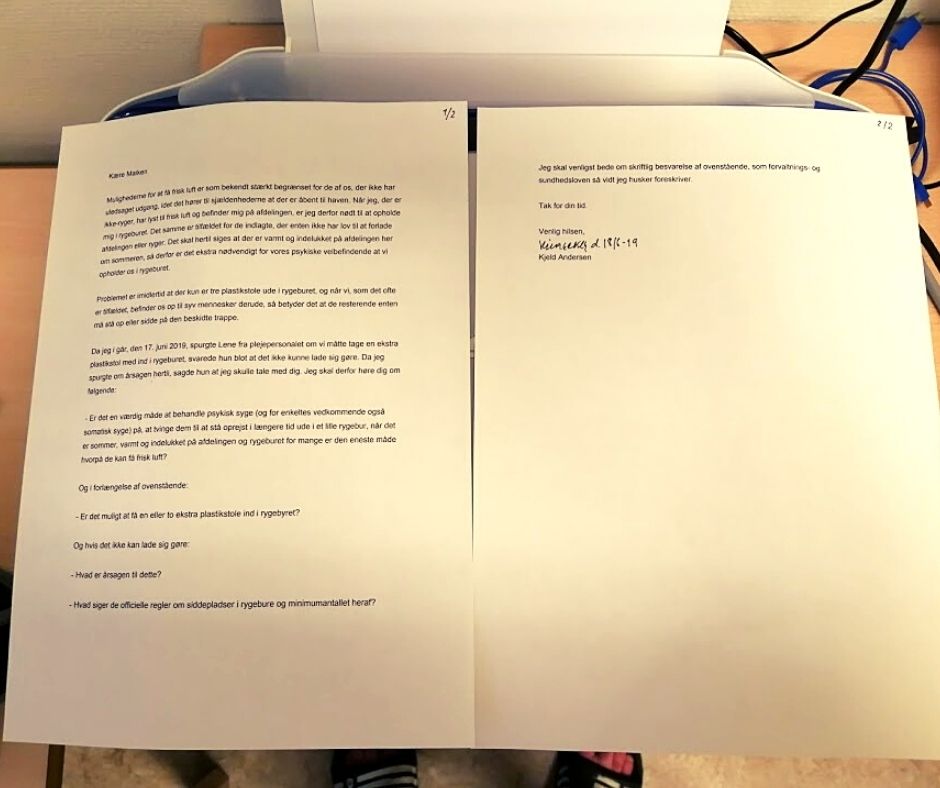 1/2
Kære Maiken
Mulighederne for at få frisk luft er som bekendt stærkt begrænset for de af os, der ikke har
uledsaget udgang, idet det hører til sjældenhederne at der er åbent til haven. Når jeg, der er
ikke-ryger, har lyst til frisk luft og befinder mig på afdelingen, er jeg derfor nødt til at opholde
mig i rygeburet. Det samme er tilfældet for de indlagte, der enten ikke har lov til at forlade
afdelingen eller ryger. Det skal hertil siges at der er varmt og indelukket på afdelingen her
om sommeren, så derfor er det ekstra nødvendigt for vores psykiske velbefindende at vi
opholder os i rygeburet.
Problemet er imidlertid at der kun er tre plastikstole ude i rygeburet, og når vi, som det ofte
er tilfældet, befinder os op til syv mennesker derude, så betyder det at de resterende enten
må stå op eller sidde på den beskidte trappe.
Da jeg i går, den 17. juni 2019, spurgte Lene fra plejepersonalet om vi måtte tage en ekstra
plastikstol med ind i rygeburet, svarede hun blot at det ikke kunne lade sig gøre. Da jeg
spurgte om årsagen hertil, sagde hun at jeg skulle tale med dig. Jeg skal derfor høre dig om
følgende:
- Er det en værdig måde at behandle psykisk syge (og for enkeltes vedkommende også
somatisk syge) på, at tvinge dem til at stå oprejst i længere tid ude i et lille rygebur, når det
er sommer, varmt og indelukket på afdelingen og rygeburet for mange er den eneste måde
hvorpå de kan få frisk luft?
Og i forlængelse af ovenstående:
- Er det muligt at få en eller to ekstra plastikstole ind i rygebyret?
Og hvis det ikke kan lade sig gøre:
- Hvad er årsagen til dette?
- Hvad siger de officielle regler om siddepladser i rygebure og minimumantallet heraf?
2/2
Jeg skal venligst bede om skriftlig besvarelse af ovenstående, som forvaltnings- og
sundhedsloven så vidt jeg husker foreskriver.
Tak for din tid.
Venlig hilsen,
d. 18/6-19
Kjeld Andersen